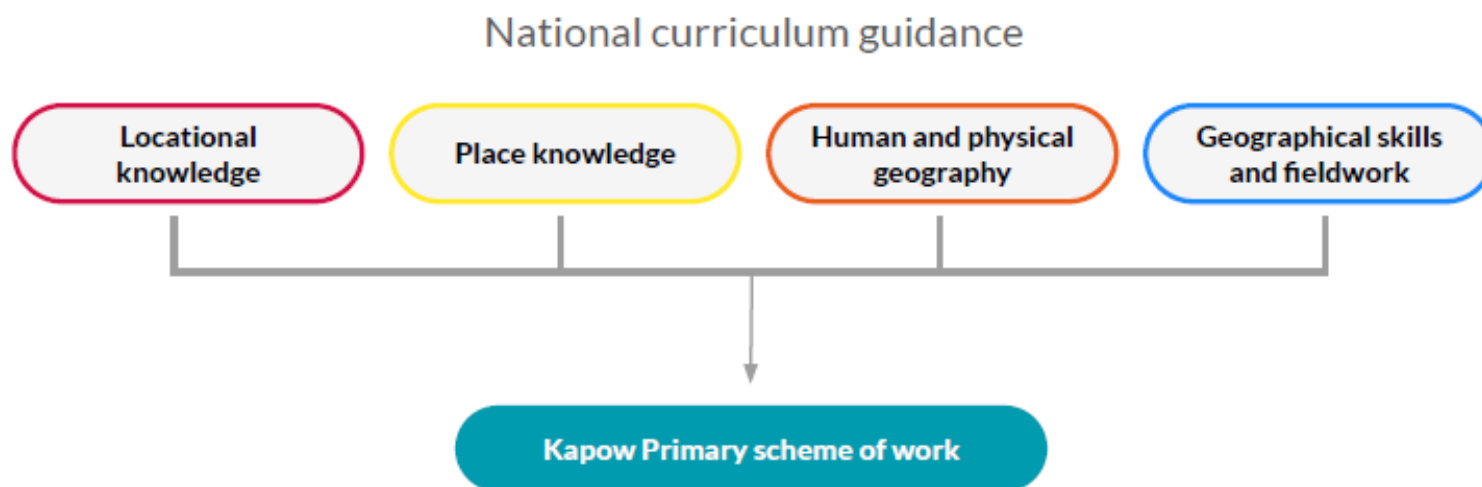 National curriculum guidance
Locational
knowledge
Place knowledge
Human and physical
geography
Geographical skills
and fieldwork
Kapow Primary scheme of work